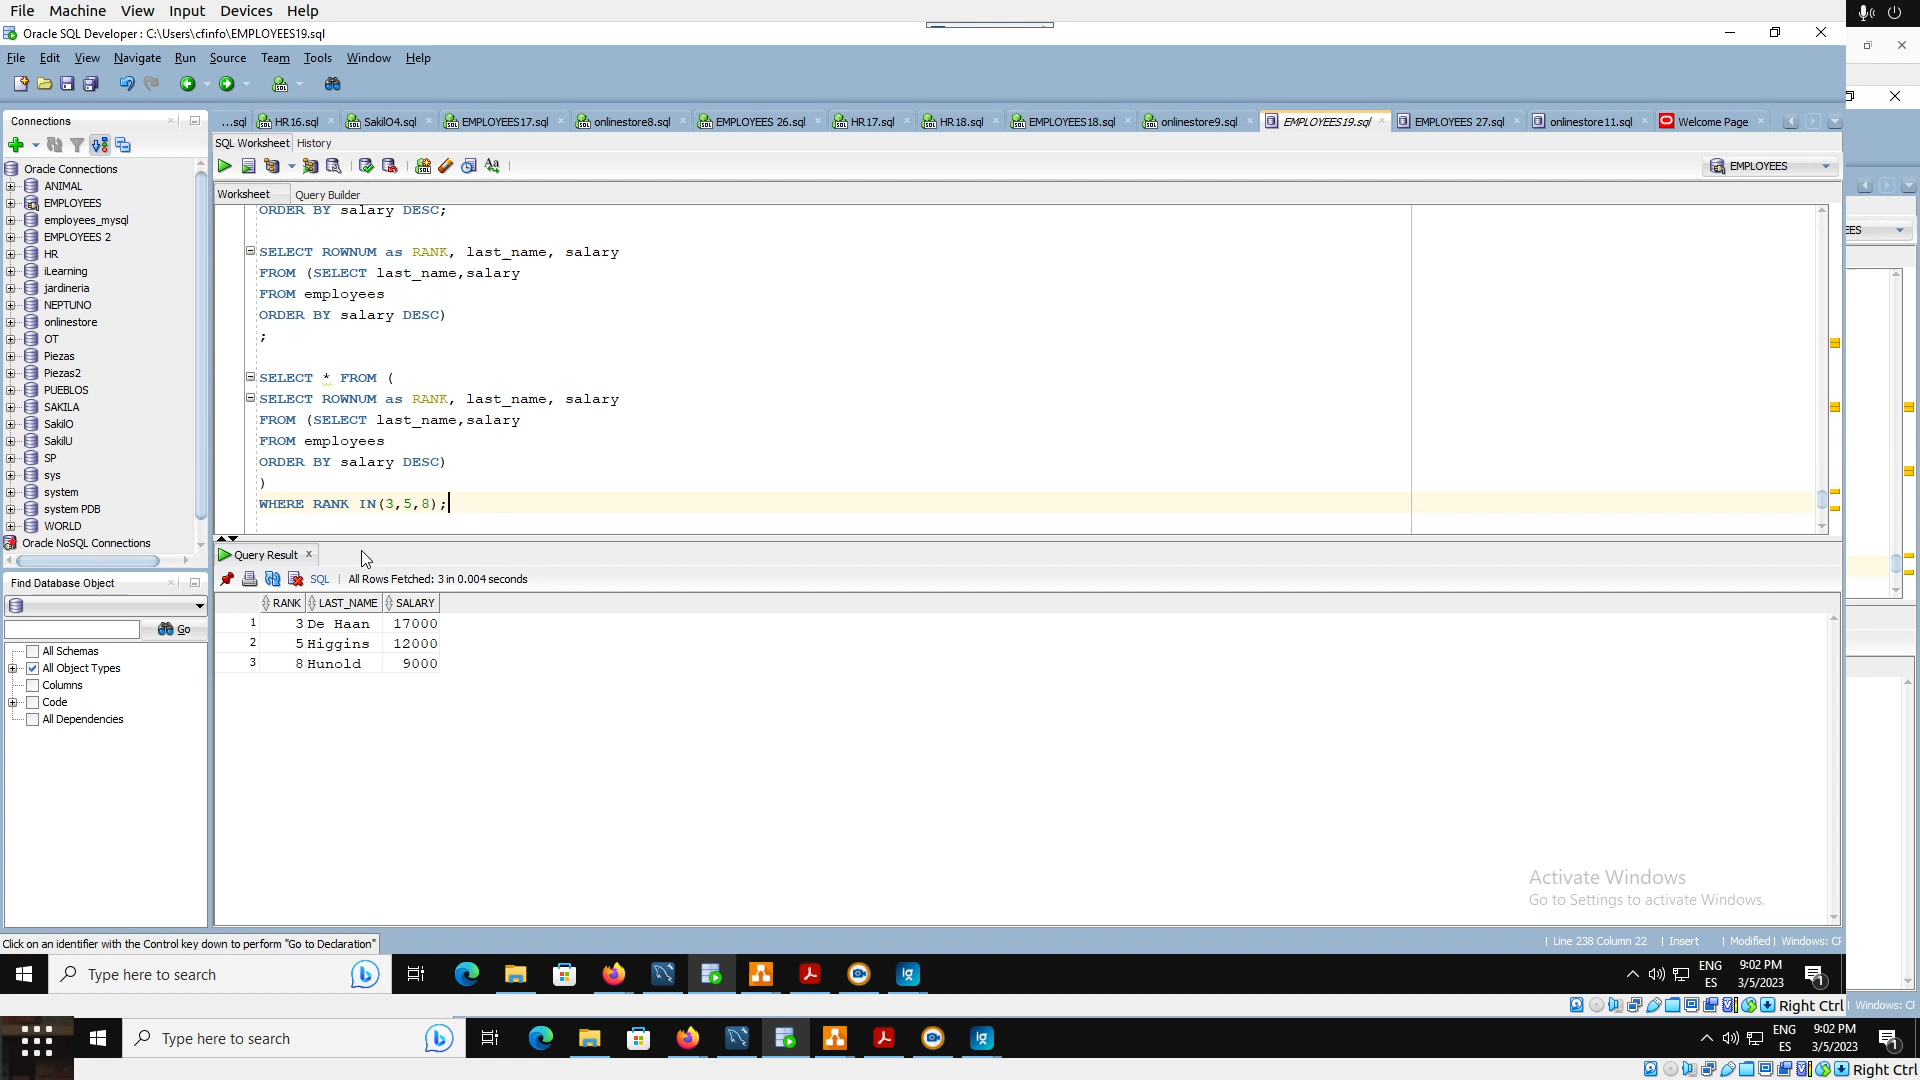 File Machine View Input Devices Help
Oracle SQL Developer : C:\Users\cfinfo\EMPLOYEES19.sql
File Edit View Navigate Run Source Team Tools Window Help
Connections
...sql HR16.sql SakilO4.sql EMPLOYEES17.sql onlinestore8.sql EMPLOYEES 26.sql HR17.sql HR18.sql EMPLOYEES18.sql onlinestore9.sql EMPLOYEES19.sql EMPLOYEES 27.sql onlinestore11.sql Welcome Page
SQL Worksheet History
EMPLOYEES
Worksheet Query Builder
Oracle Connections
ANIMAL
EMPLOYEES
employees_mysql
EMPLOYEES 2
HR
iLearning
jardineria
NEPTUNO
onlinestore
OT
Piezas
Piezas2
PUEBLOS
SAKILA
SakilO
SakilU
SP
sys
system
system PDB
WORLD
Oracle NoSQL Connections
ORDER BY salary DESC;
SELECT ROWNUM as RANK, last_name, salary
FROM (SELECT last_name,salary
FROM employees
ORDER BY salary DESC)
;
SELECT * FROM (
SELECT ROWNUM as RANK, last_name, salary
FROM (SELECT last_name,salary
FROM employees
ORDER BY salary DESC)
)
WHERE RANK IN(3,5,8);
EES
Query Result
SQL | All Rows Fetched: 3 in 0.004 seconds
RANK LAST_NAME SALARY
1 3 De Haan 17000
2 5 Higgins 12000
3 8 Hunold 9000
Find Database Object
Go
All Schemas
All Object Types
Columns
Code
All Dependencies
Activate Windows
Go to Settings to activate Windows.
Click on an identifier with the Control key down to perform "Go to Declaration"
| Line 238 Column 22 | Insert | Modified | Windows: CF
Type here to search
ENG
ES
9:02 PM
3/5/2023
1
Right Ctrl
Windows: CF
Type here to search
ENG
ES
9:02 PM
3/5/2023
1
Right Ctrl